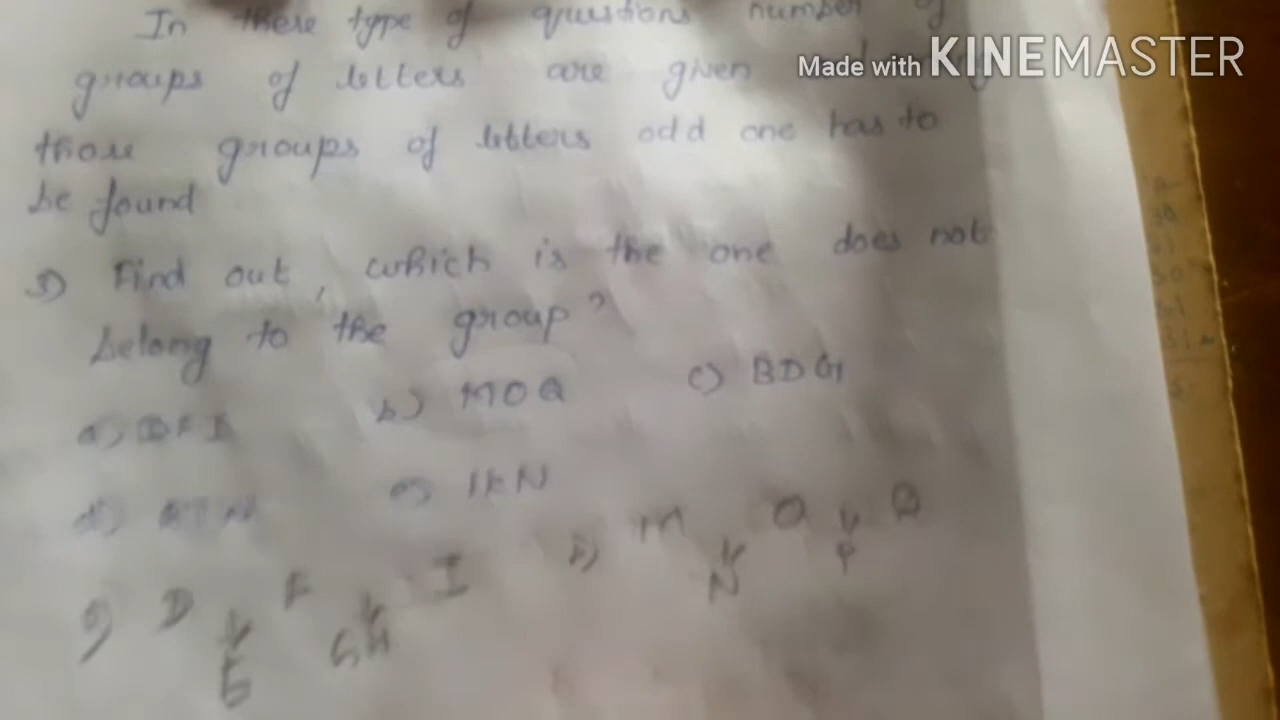 In these type of questions number of
groups of letters are given
Made with KINEMASTER
those groups of letters odd one has to
be found
Find out, which is the one does not
belong to the group?
a) DFI b) MOQ c) BDG
e) IKN
a) D F I b) M O Q
E GH N P